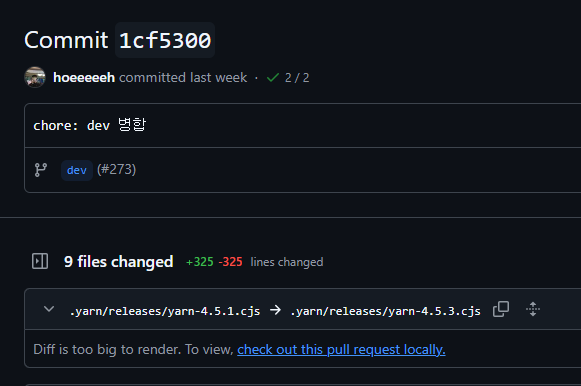 Commit 1cf5300
hoeeeeeh committed last week · 2 / 2
chore: dev 병합
dev (#273)
9 files changed +325 -325 lines changed
.yarn/releases/yarn-4.5.1.cjs → .yarn/releases/yarn-4.5.3.cjs
Diff is too big to render. To view, check out this pull request locally.